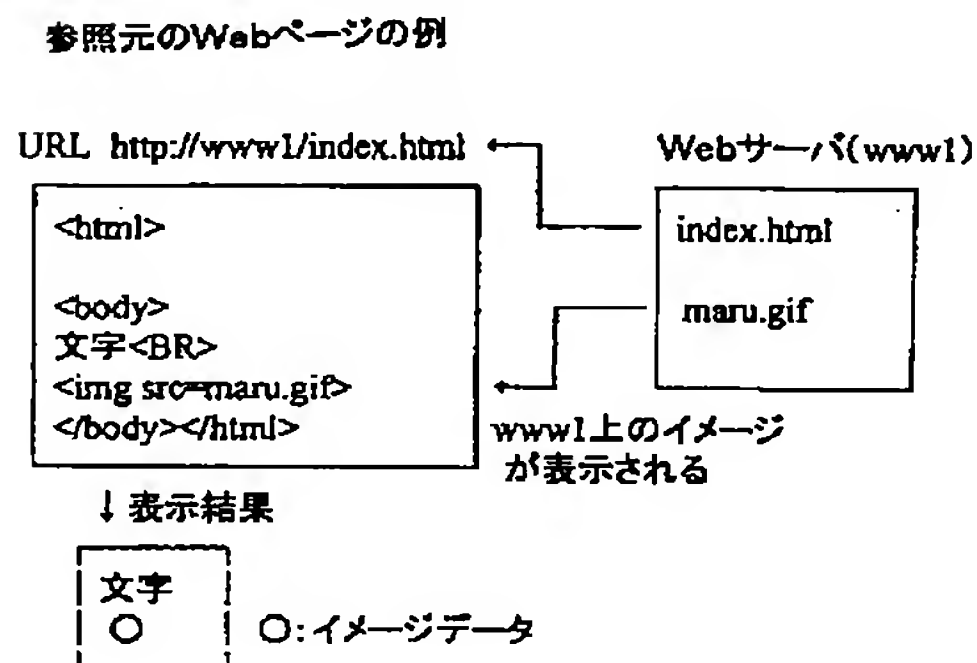 参照元のWebページの例
URL http://www1/index.html
Webサーバ(www1)
<html>
<body>
文字<BR>
<img src=maru.gif>
</body></html>
index.html
maru.gif
www1上のイメージ
が表示される
↓表示結果
文字
○
○:イメージデータ